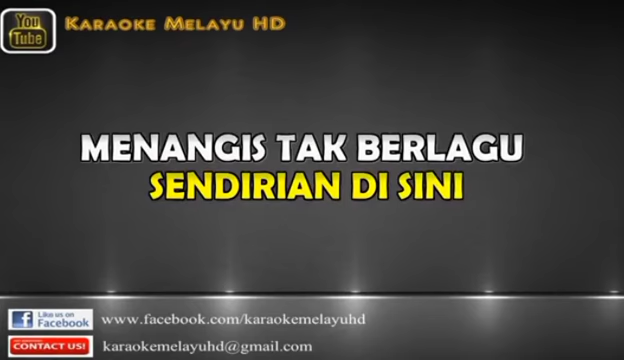 You
Tube
KARAOKE MELAYU HD
MENANGIS TAK BERLAGU
SENDIRIAN DI SINI
Like us on
Facebook
www.facebook.com/karaokemelayuhd
CONTACT US!
karaokemelayuhd@gmail.com